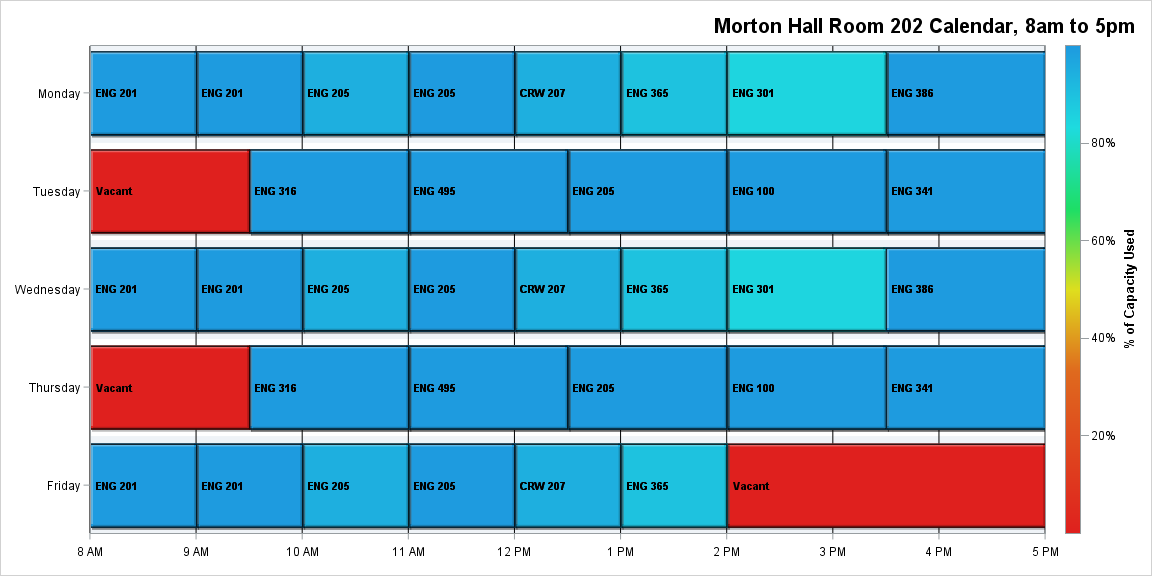 Morton Hall Room 202 Calendar, 8am to 5pm
Monday ENG 201 ENG 201 ENG 205 ENG 205 CRW 207 ENG 365 ENG 301 ENG 386
Tuesday Vacant ENG 316 ENG 495 ENG 205 ENG 100 ENG 341
Wednesday ENG 201 ENG 201 ENG 205 ENG 205 CRW 207 ENG 365 ENG 301 ENG 386
Thursday Vacant ENG 316 ENG 495 ENG 205 ENG 100 ENG 341
Friday ENG 201 ENG 201 ENG 205 ENG 205 CRW 207 ENG 365 Vacant
8 AM 9 AM 10 AM 11 AM 12 PM 1 PM 2 PM 3 PM 4 PM 5 PM
80%
60%
40%
20%
% of Capacity Used